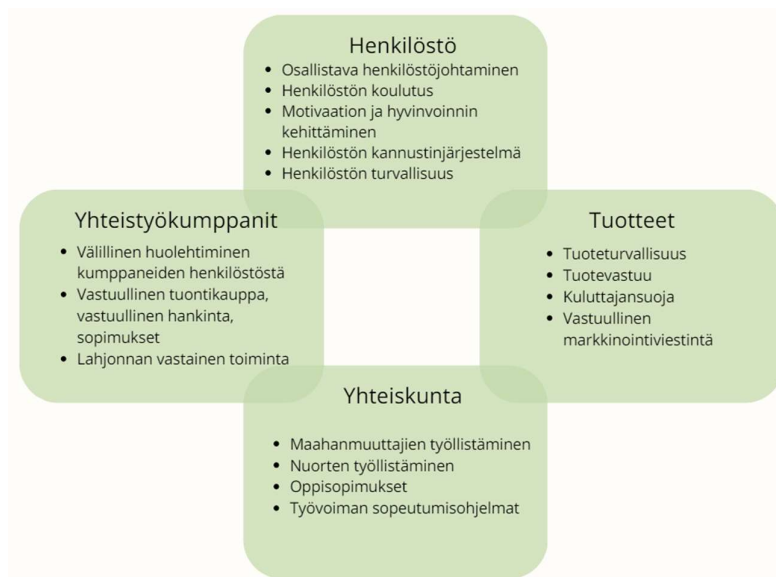 Henkilöstö
• Osallistava henkilöstöjohtaminen
• Henkilöstön koulutus
• Motivaation ja hyvinvoinnin
kehittäminen
• Henkilöstön kannustinjärjestelmä
• Henkilöstön turvallisuus
Yhteistyökumppanit
• Välillinen huolehtiminen
kumppaneiden henkilöstöstä
• Vastuullinen tuontikauppa,
vastuullinen hankinta,
sopimukset
• Lahjonnan vastainen toiminta
Tuotteet
• Tuoteturvallisuus
• Tuotevastuu
• Kuluttajansuoja
• Vastuullinen
markkinointiviestintä
Yhteiskunta
• Maahanmuuttajien työllistäminen
• Nuorten työllistäminen
• Oppisopimukset
• Työvoiman sopeutumisohjelmat